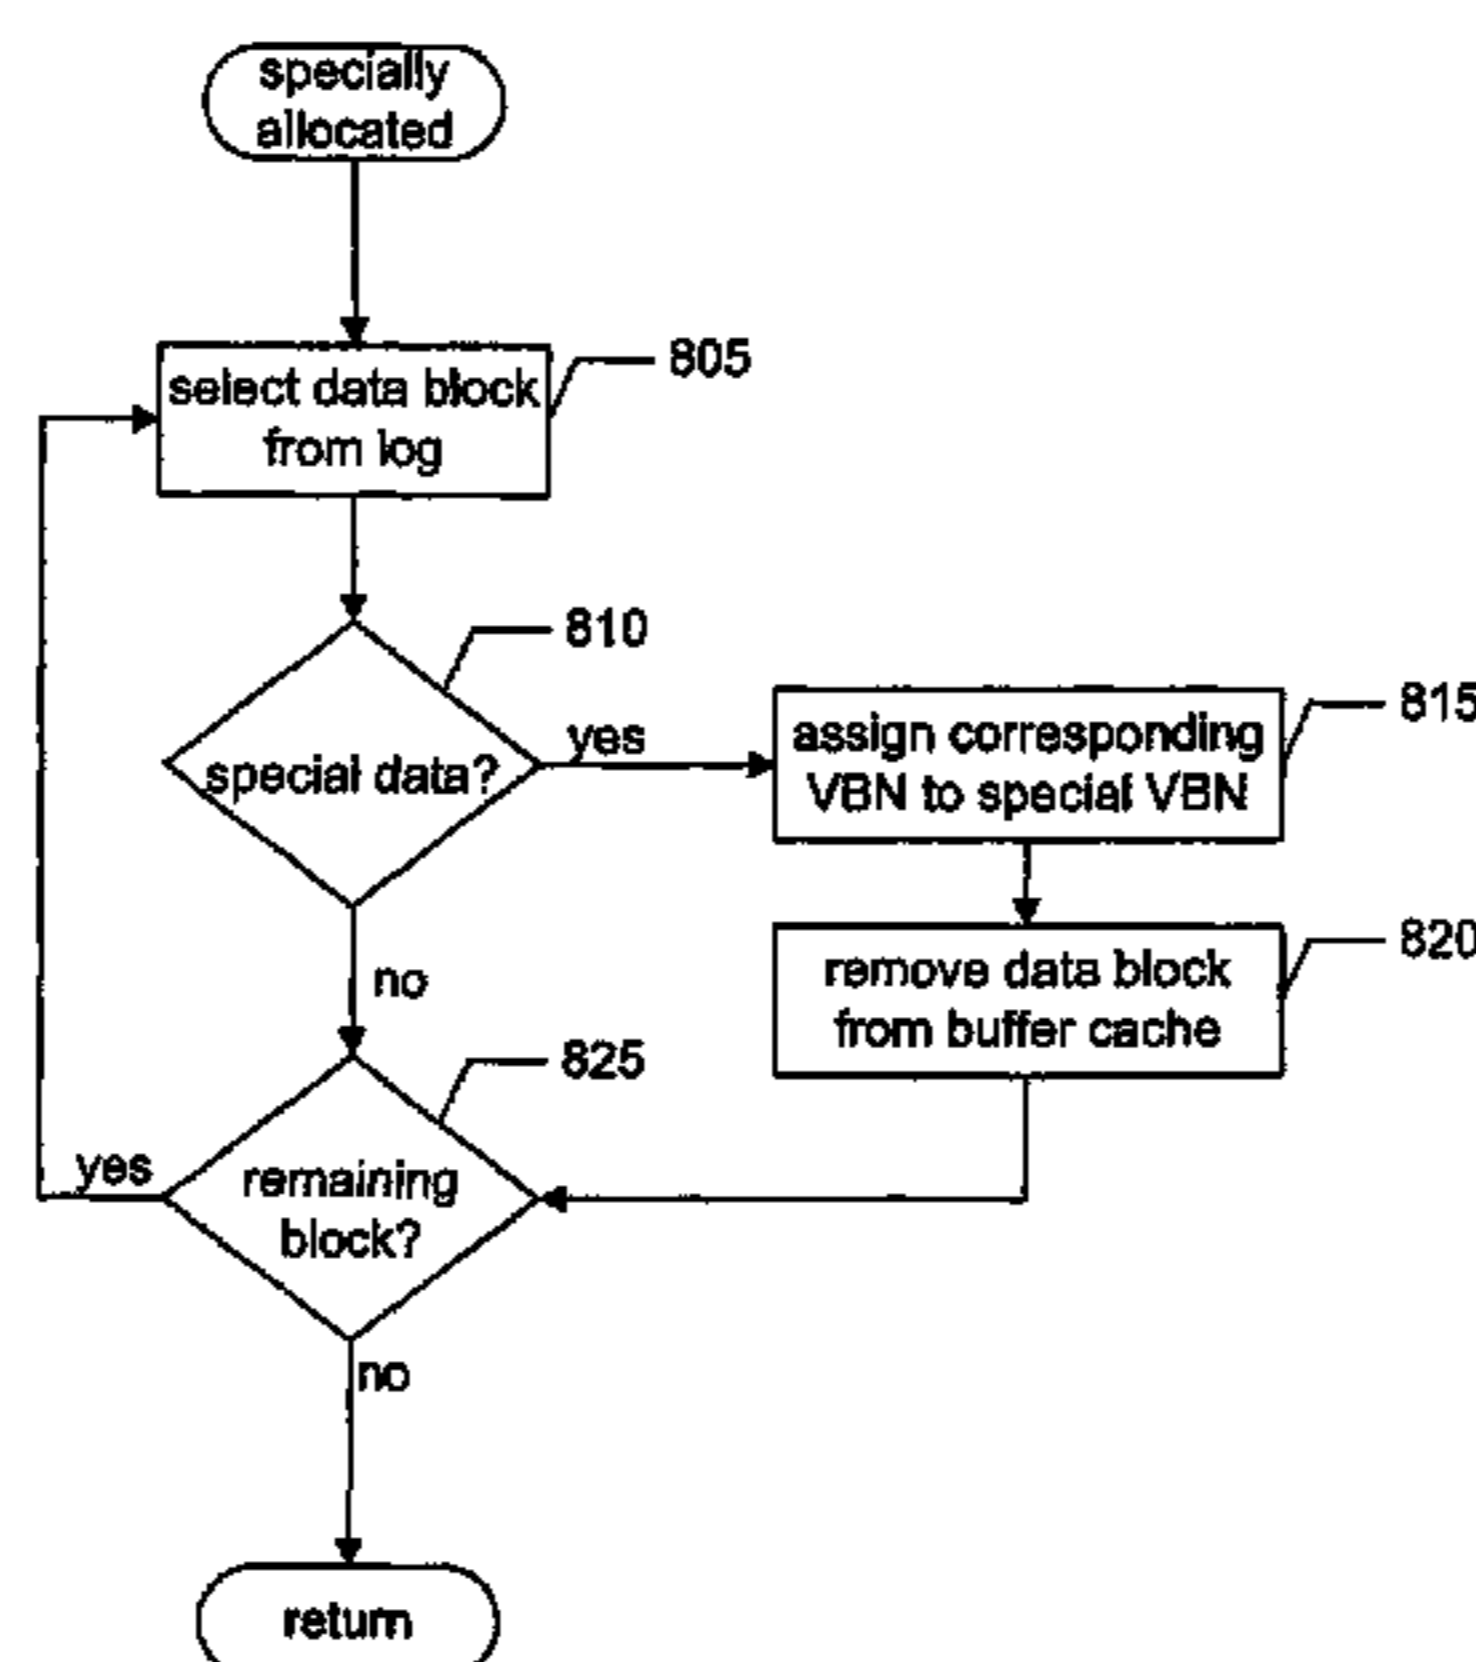 specially
allocated
select data block
from log
805
810
special data?
yes
assign corresponding
VBN to special VBN
815
remove data block
from buffer cache
820
no
825
remaining
block?
yes
no
return